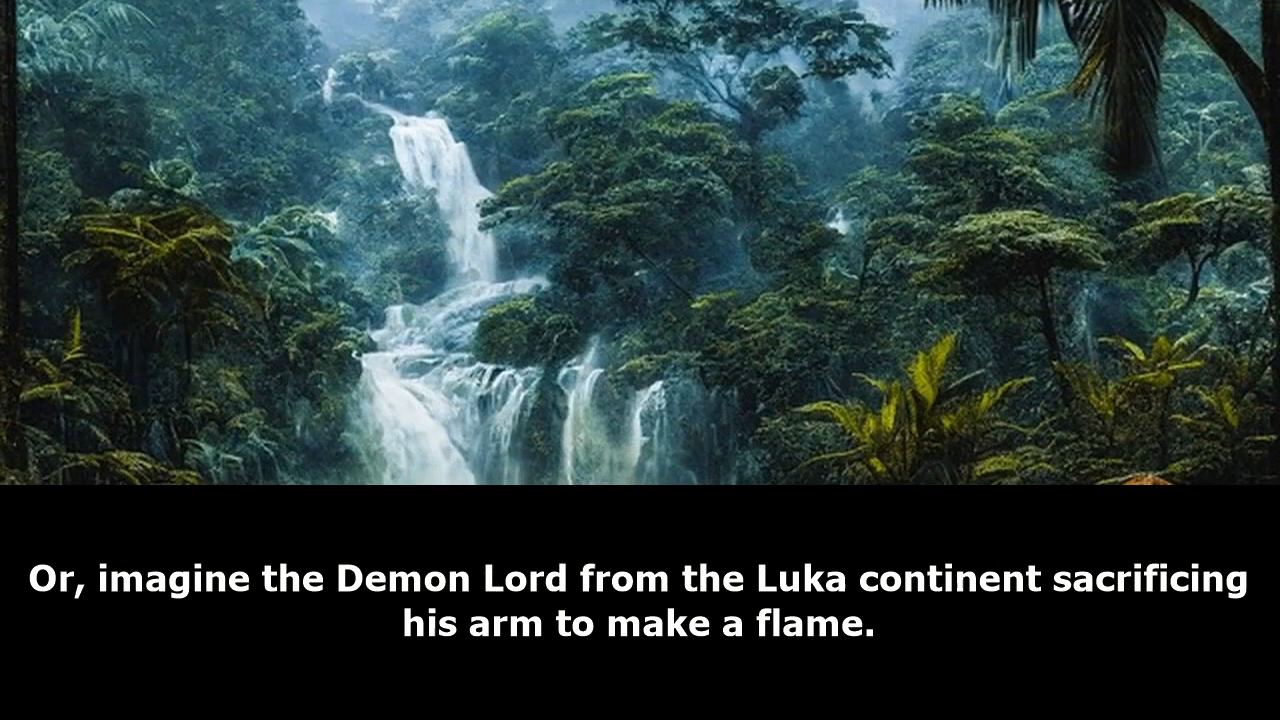 Or, imagine the Demon Lord from the Luka continent sacrificing
his arm to make a flame.